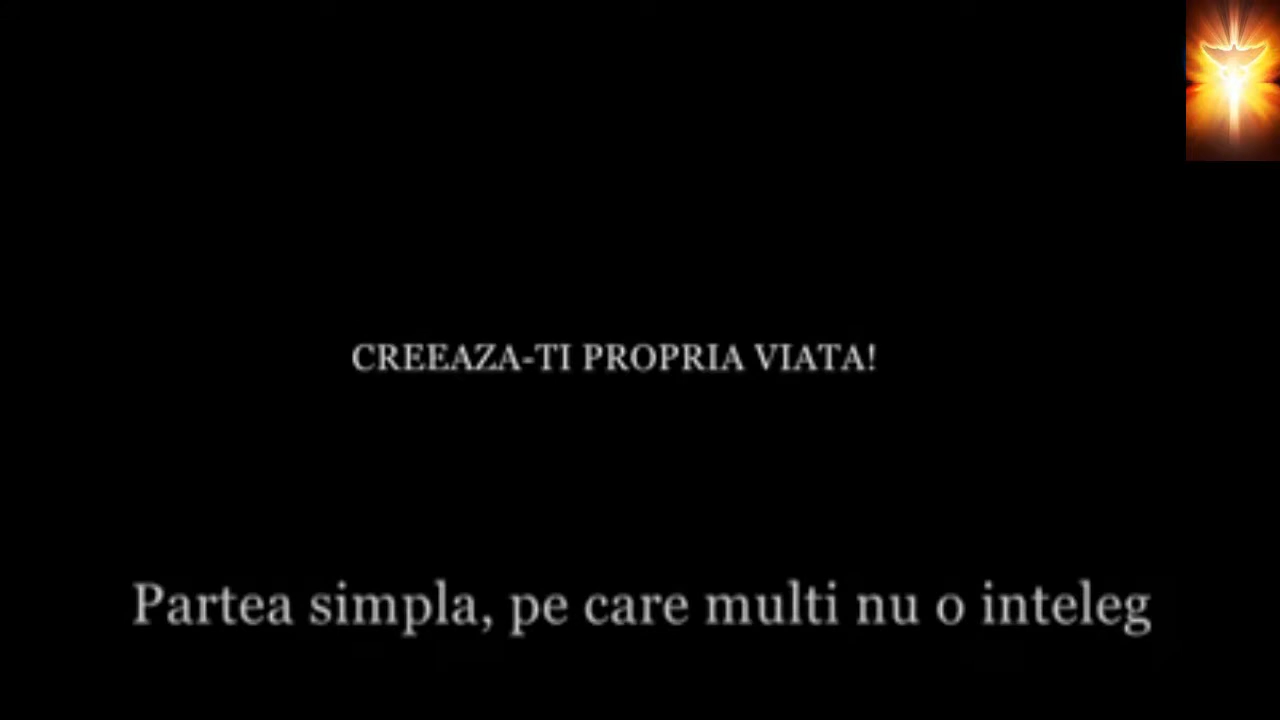 CREEAZA-TI PROPRIA VIATA!
Partea simpla, pe care multi nu o inteleg